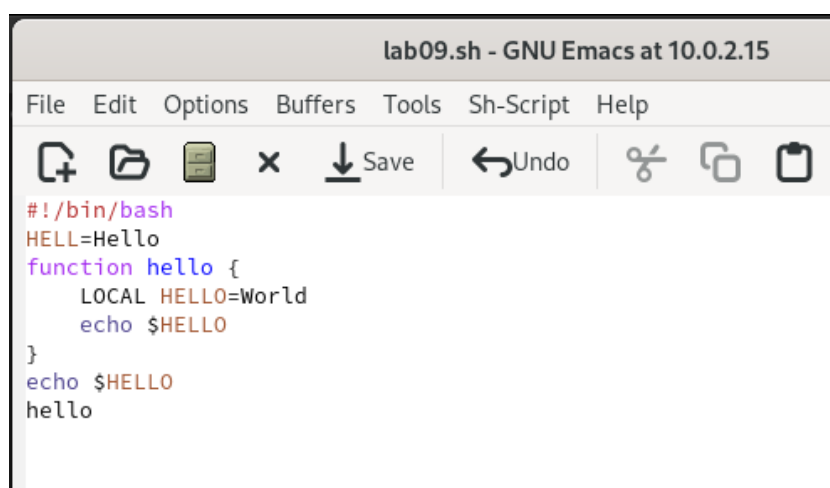 lab09.sh - GNU Emacs at 10.0.2.15
File Edit Options Buffers Tools Sh-Script Help
Save Undo
#!/bin/bash
HELL=Hello
function hello {
    LOCAL HELLO=World
    echo $HELLO
}
echo $HELLO
hello